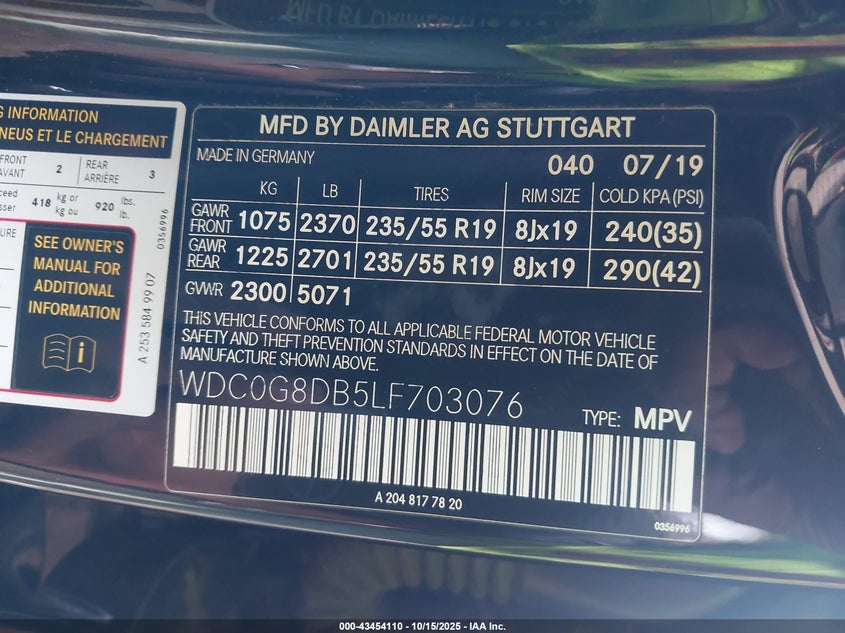 G INFORMATION
NEUS ET LE CHARGEMENT
FRONT
AVANT 2 REAR
ARRIÈRE 3
418 kg or
kg ou 920 lbs.
lb.
SEE OWNER'S
MANUAL FOR
ADDITIONAL
INFORMATION
A 253 584 99 07
0356996
MFD BY DAIMLER AG STUTTGART
MADE IN GERMANY 040 07/19
KG LB TIRES RIM SIZE COLD KPA (PSI)
GAWR
FRONT 1075 2370 235/55 R19 8Jx19 240(35)
GAWR
REAR 1225 2701 235/55 R19 8Jx19 290(42)
GVWR 2300 5071
THIS VEHICLE CONFORMS TO ALL APPLICABLE FEDERAL MOTOR VEHICLE
SAFETY AND THEFT PREVENTION STANDARDS IN EFFECT ON THE DATE OF
MANUFACTURE SHOWN ABOVE.
WDC0G8DB5LF703076
TYPE: MPV
A 204 817 78 20
0356996
000-43454110 - 10/15/2025 - IAA Inc.